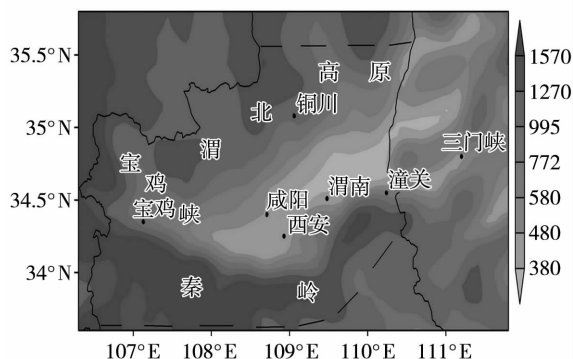 35.5°N
35°N
34.5°N
34°N
107°E 108°E 109°E 110°E 111°E
高 原
北 铜川
渭
三门峡
宝
鸡
峡
宝鸡
咸阳
渭南
潼关
西安
秦 岭
1570
1270
995
772
580
480
380